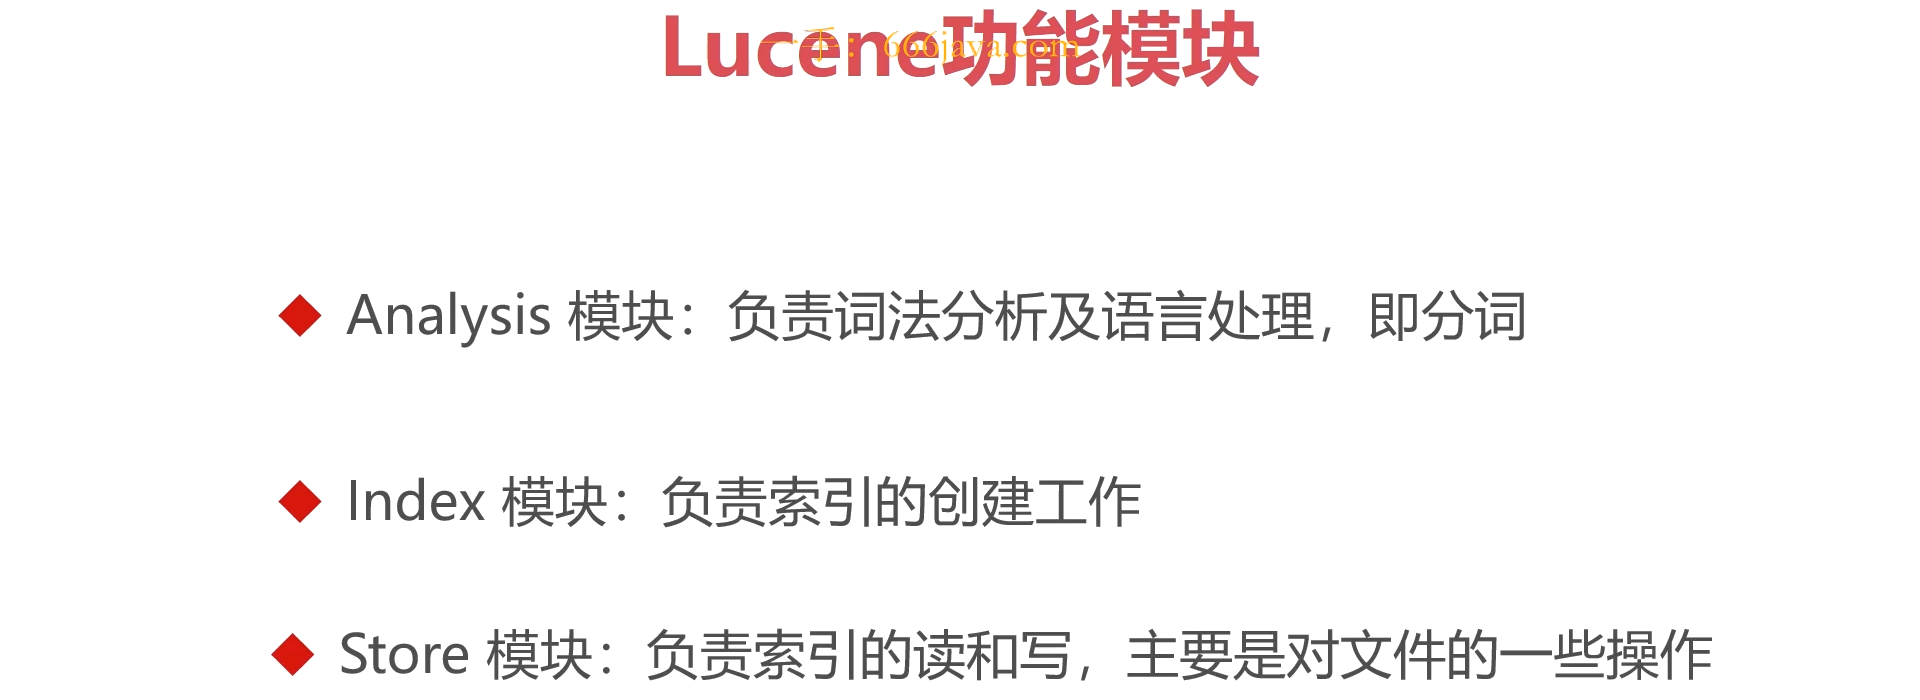 Lucene功能模块
一手：666java.com
Analysis 模块：负责词法分析及语言处理，即分词
Index 模块：负责索引的创建工作
Store 模块：负责索引的读和写，主要是对文件的一些操作